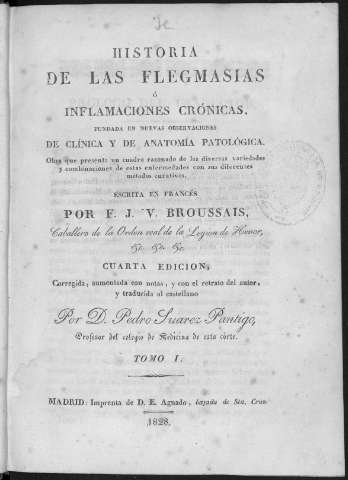 HISTORIA
DE LAS FLEGMASIAS
ó
INFLAMACIONES CRÓNICAS,
FUNDADA EN NUEVAS OBSERVACIONES
DE CLÍNICA Y DE ANATOMÍA PATOLÓGICA.
Obra que presenta un cuadro razonado de las diversas variedades
y combinaciones de estas enfermedades con sus diferentes
métodos curativos.
ESCRITA EN FRANCÉS
POR F. J. V. BROUSSAIS,
Caballero de la Orden real de la Legion de Honor,
&c. &c. &c.
CUARTA EDICION,
Corregida, aumentada con notas, y con el retrato del autor,
y traducida al castellano
Por D. Pedro Suarez Pantigo,
Profesor del colegio de Medicina de esta córte.
TOMO I.
MADRID: Imprenta de D. E. Aguado, bajada de Sta. Cruz.
1828.